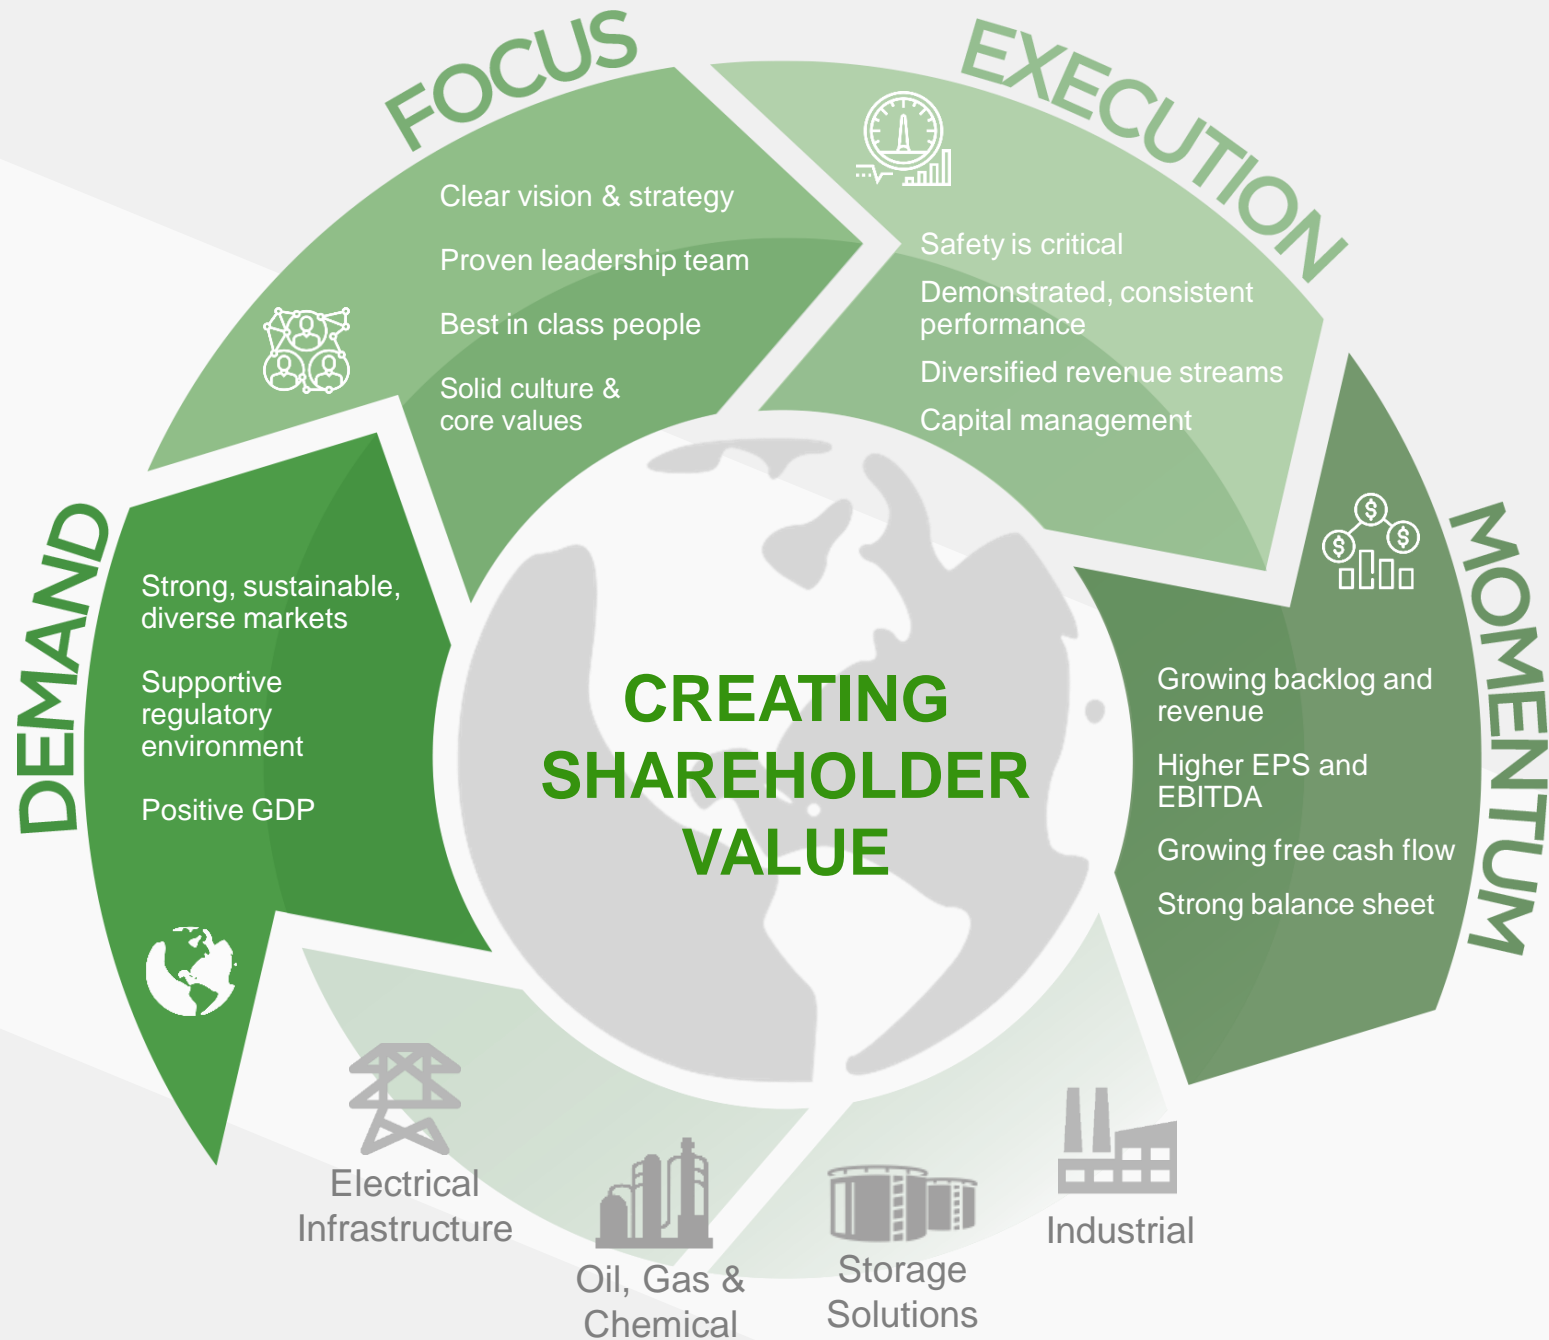 FOCUS
Clear vision & strategy
Proven leadership team
Best in class people
Solid culture &
core values
EXECUTION
Safety is critical
Demonstrated, consistent
performance
Diversified revenue streams
Capital management
DEMAND
Strong, sustainable,
diverse markets
Supportive
regulatory
environment
Positive GDP
CREATING
SHAREHOLDER
VALUE
MOMENTUM
$
$
$
Growing backlog and
revenue
Higher EPS and
EBITDA
Growing free cash flow
Strong balance sheet
Electrical
Infrastructure
Oil, Gas &
Chemical
Storage
Solutions
Industrial